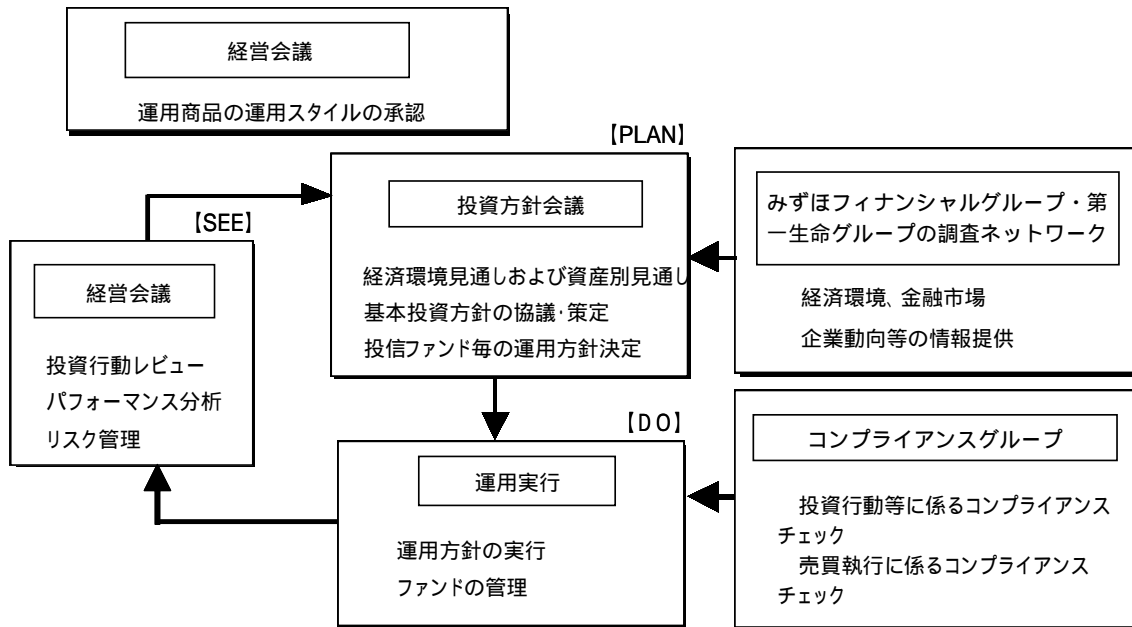 経営会議
運用商品の運用スタイルの承認
【PLAN】
投資方針会議
経済環境見通しおよび資産別見通し
基本投資方針の協議・策定
投信ファンド毎の運用方針決定
みずほフィナンシャルグループ・第
一生命グループの調査ネットワーク
経済環境、金融市場
企業動向等の情報提供
【SEE】
経営会議
投資行動レビュー
パフォーマンス分析
リスク管理
【DO】
運用実行
運用方針の実行
ファンドの管理
コンプライアンスグループ
投資行動等に係るコンプライアンス
チェック
売買執行に係るコンプライアンス
チェック